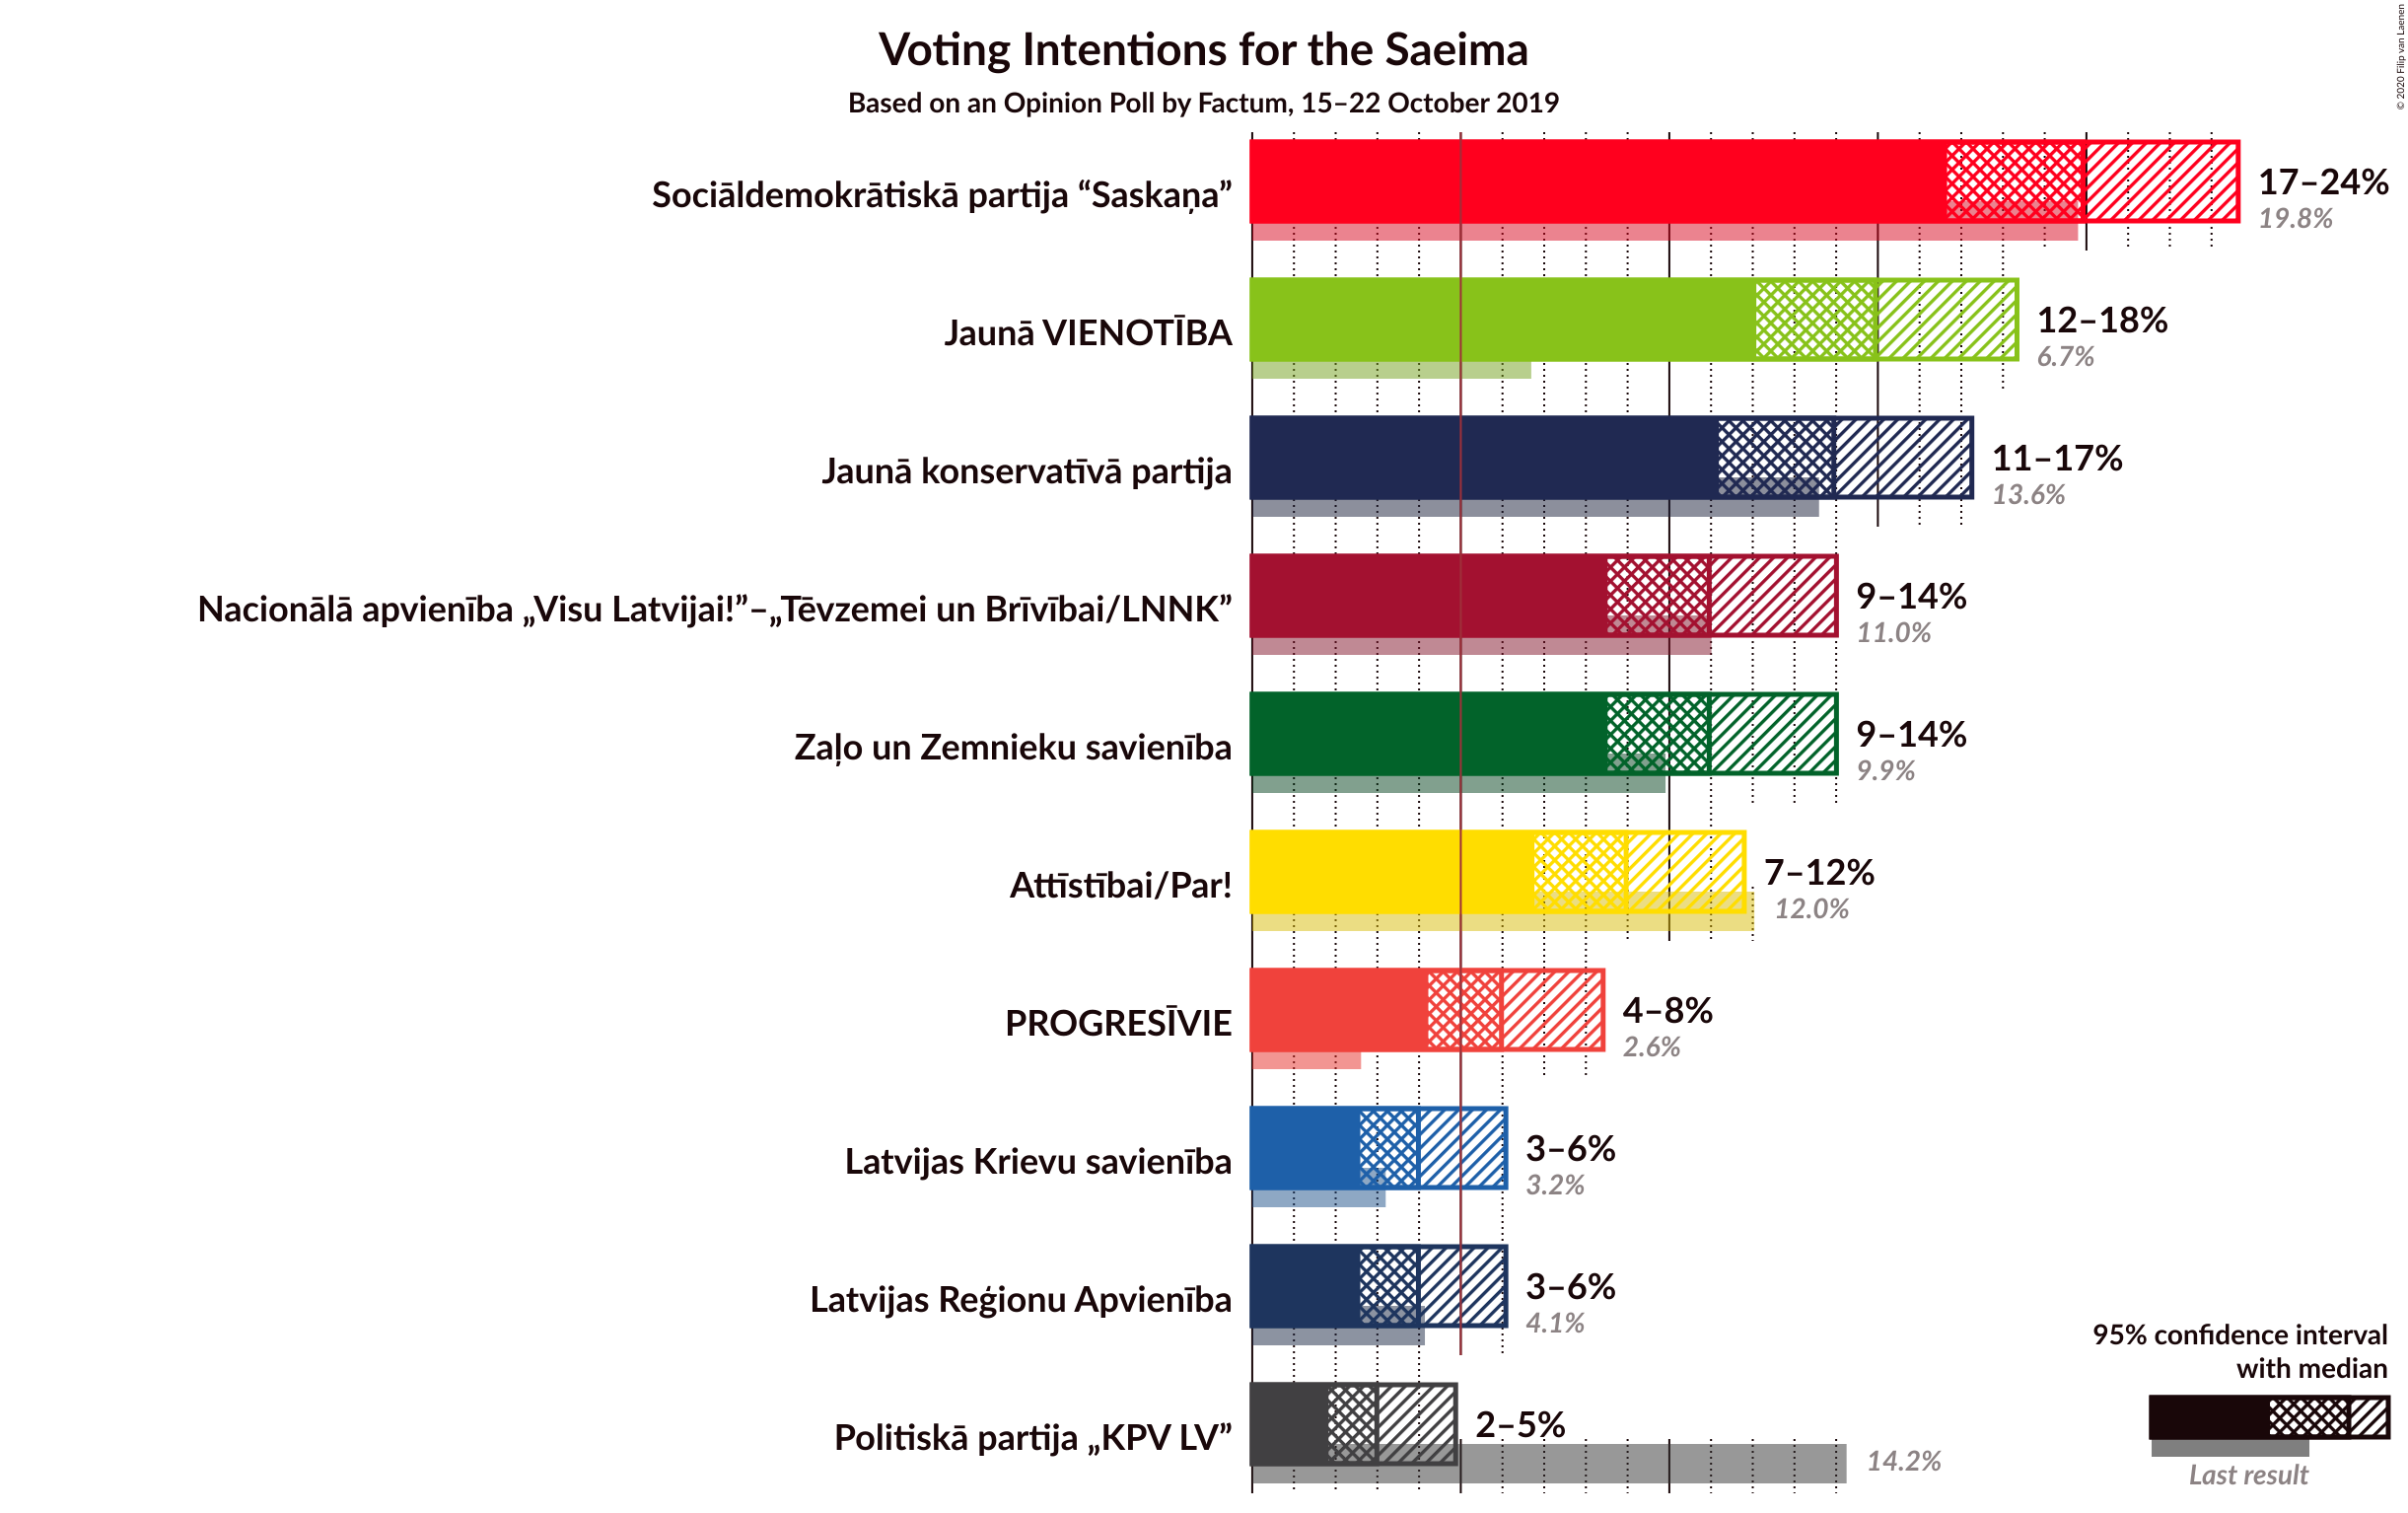 Voting Intentions for the Saeima
Based on an Opinion Poll by Factum, 15–22 October 2019
© 2020 Filip van Laenen
Sociāldemokrātiskā partija “Saskaņa”
17–24%
19.8%
Jaunā VIENOTĪBA
12–18%
6.7%
Jaunā konservatīvā partija
11–17%
13.6%
Nacionālā apvienība „Visu Latvijai!”–„Tēvzemei un Brīvībai/LNNK”
9–14%
11.0%
Zaļo un Zemnieku savienība
9–14%
9.9%
Attīstībai/Par!
7–12%
12.0%
PROGRESĪVIE
4–8%
2.6%
Latvijas Krievu savienība
3–6%
3.2%
Latvijas Reģionu Apvienība
3–6%
4.1%
Politiskā partija „KPV LV”
2–5%
14.2%
95% confidence interval
with median
Last result